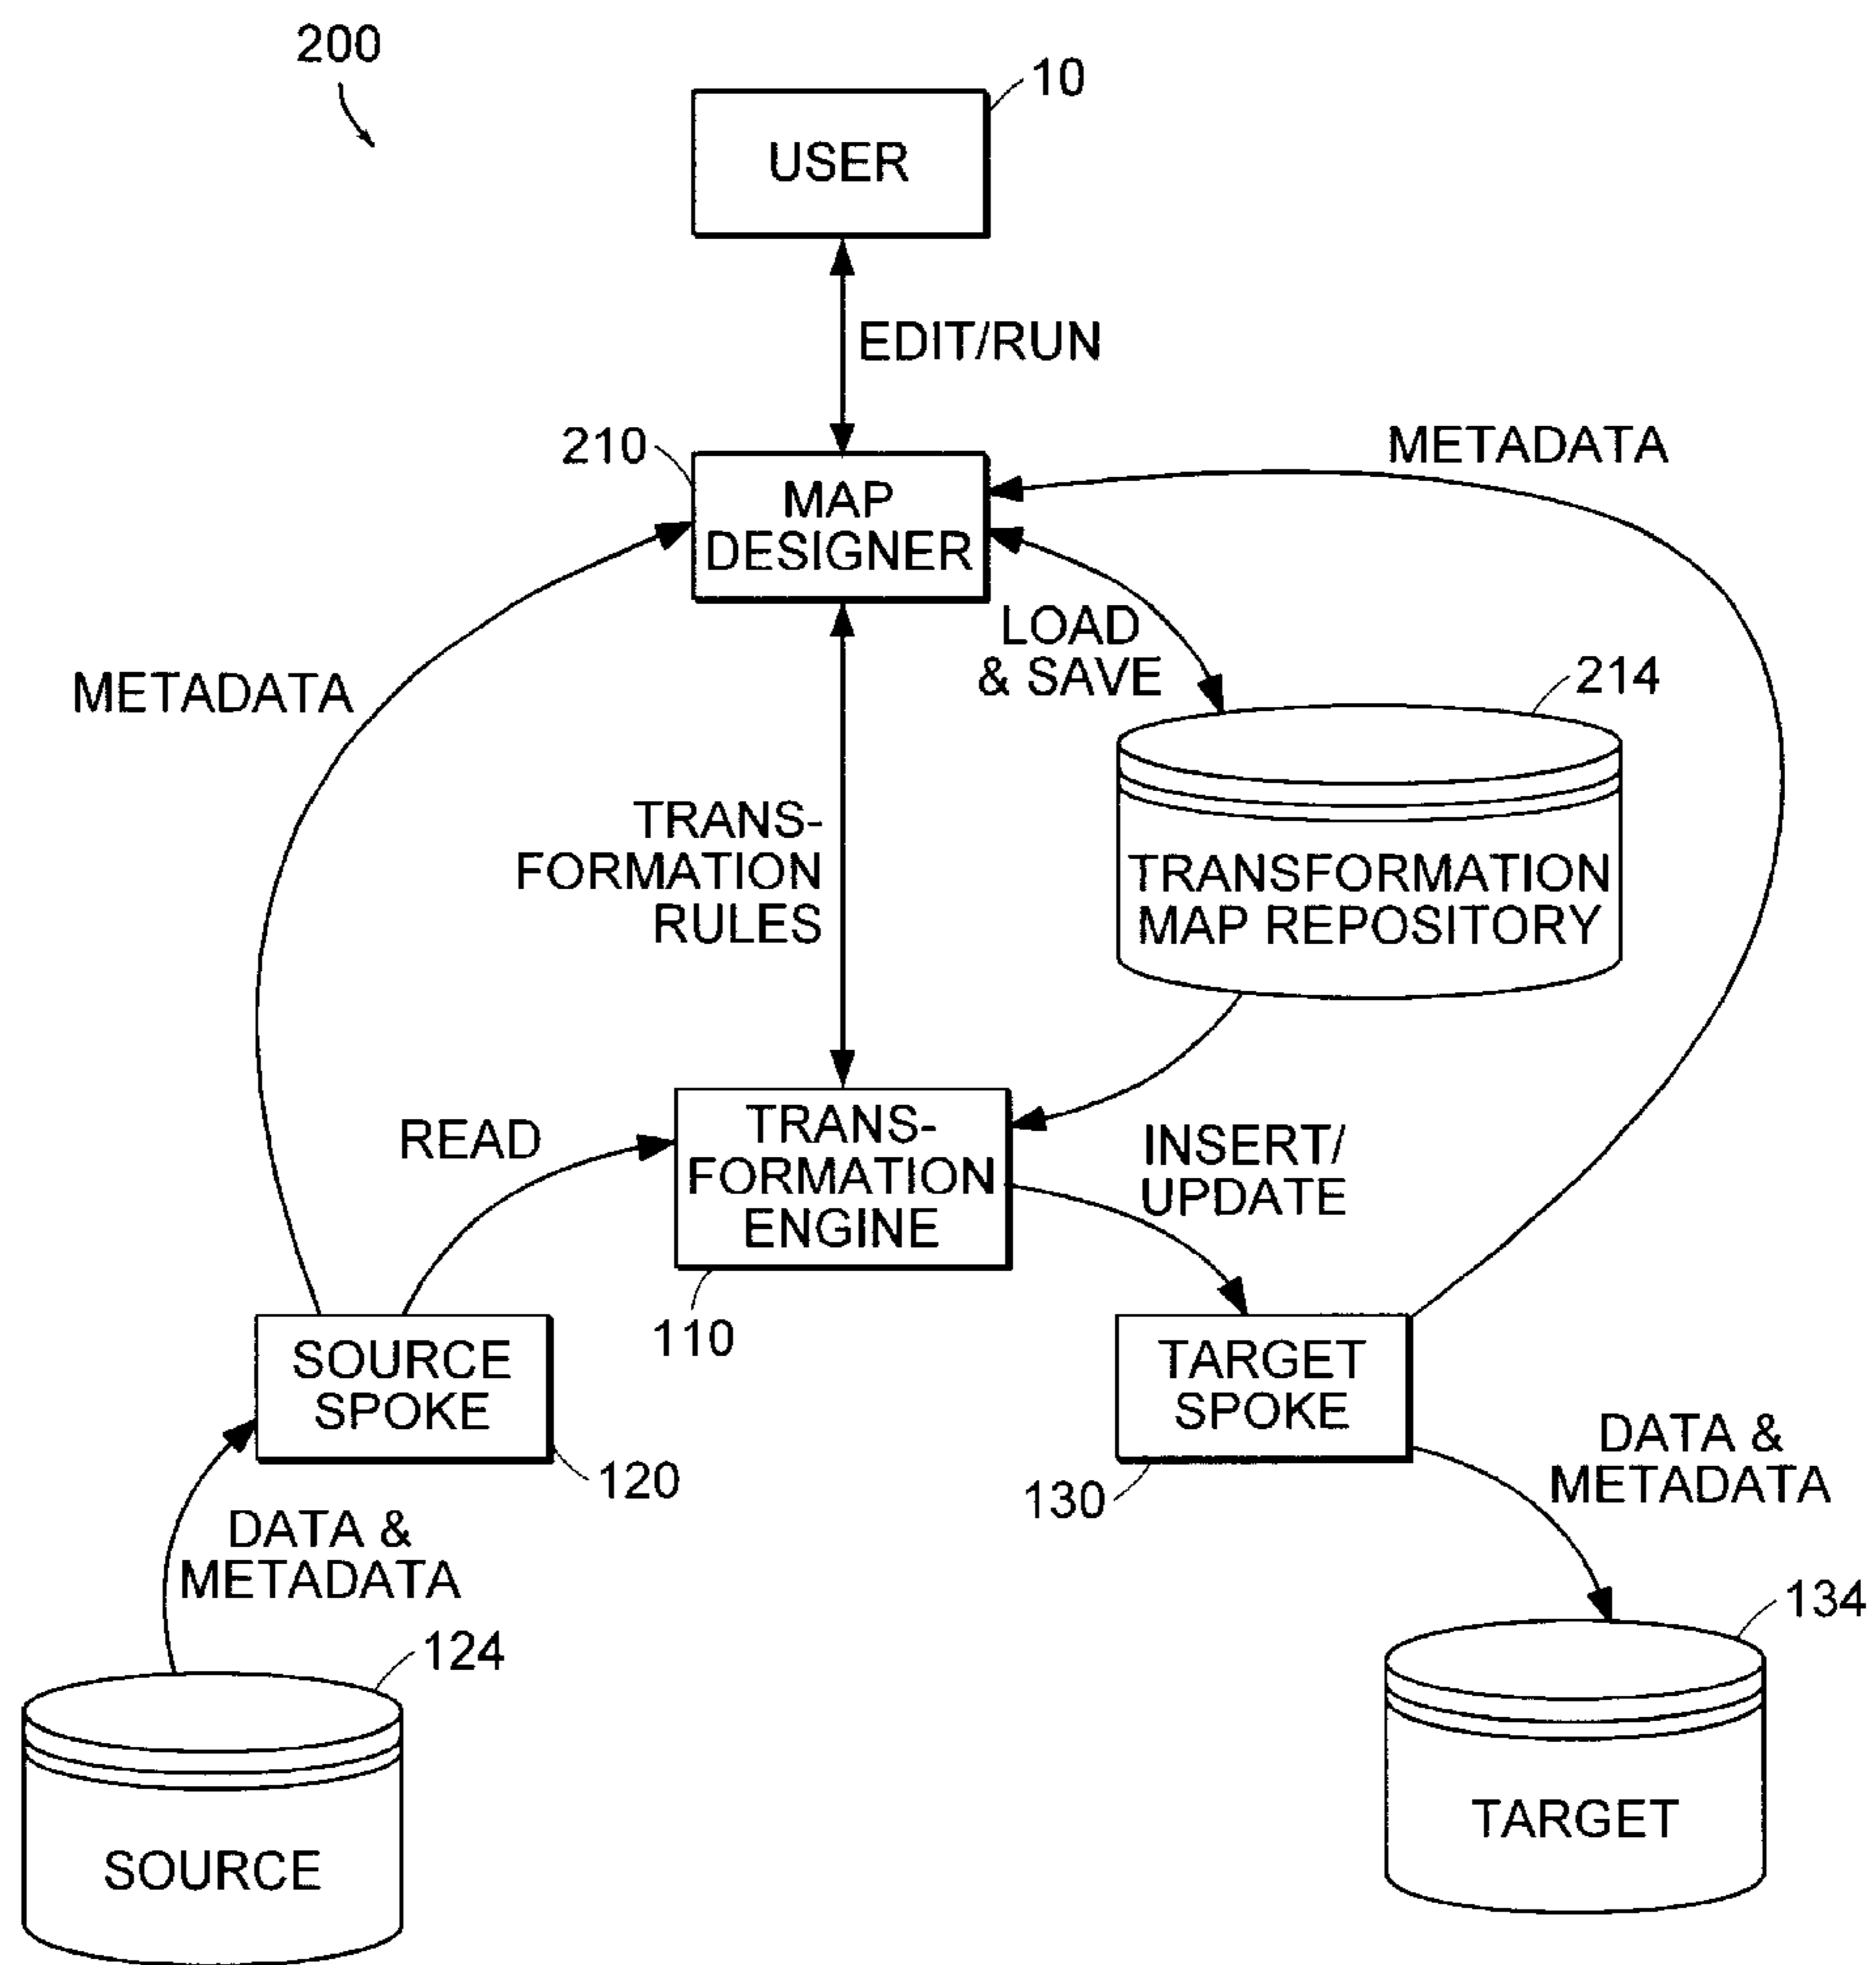 200
10
USER
EDIT/RUN
METADATA
210
MAP
DESIGNER
LOAD
& SAVE
METADATA
214
TRANS-
FORMATION
RULES
TRANSFORMATION
MAP REPOSITORY
READ
TRANS-
FORMATION
ENGINE
INSERT/
UPDATE
110
SOURCE
SPOKE
120
TARGET
SPOKE
130
DATA &
METADATA
DATA &
METADATA
124
134
SOURCE
TARGET